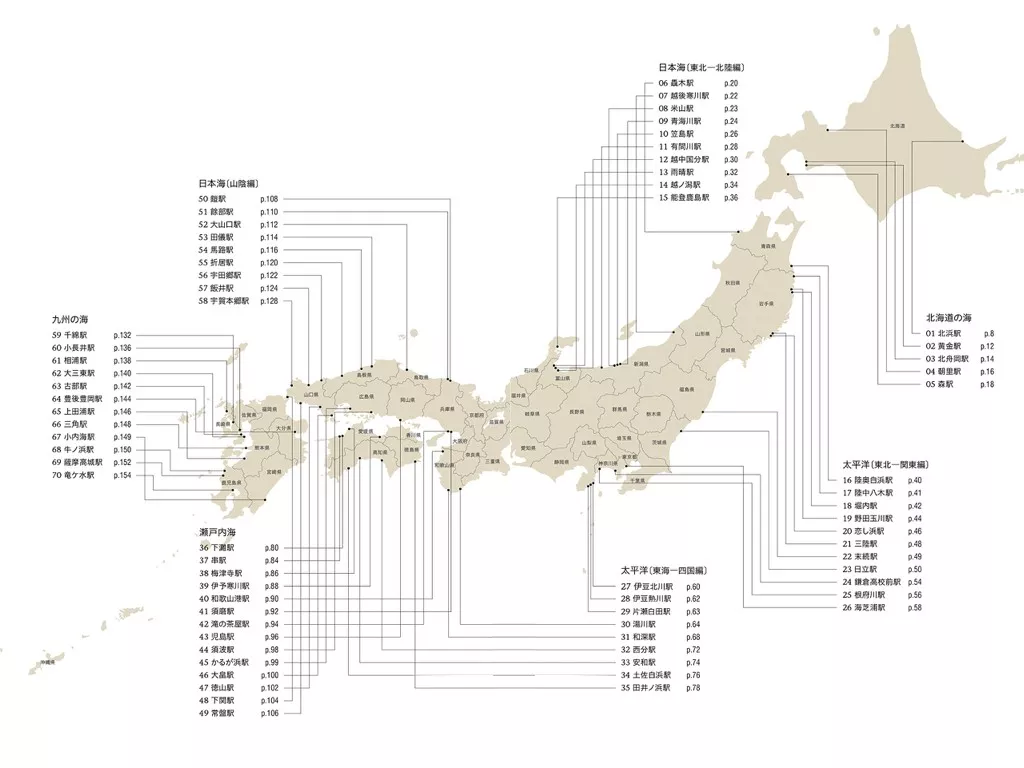 日本海〔東北―北陸編〕
06 驫木駅 p.20
07 越後寒川駅 p.22
08 米山駅 p.23
09 青海川駅 p.24
10 笠島駅 p.26
11 有間川駅 p.28
12 越中国分駅 p.30
13 雨晴駅 p.32
14 越ノ潟駅 p.34
15 能登鹿島駅 p.36
日本海〔山陰編〕
50 鎧駅 p.108
51 餘部駅 p.110
52 大山口駅 p.112
53 田儀駅 p.114
54 馬路駅 p.116
55 折居駅 p.120
56 宇田郷駅 p.122
57 飯井駅 p.124
58 宇賀本郷駅 p.128
九州の海
59 千綿駅 p.132
60 小長井駅 p.136
61 相浦駅 p.138
62 大三東駅 p.140
63 古部駅 p.142
64 豊後豊岡駅 p.144
65 上田浦駅 p.146
66 三角駅 p.148
67 小内海駅 p.149
68 牛ノ浜駅 p.150
69 薩摩高城駅 p.152
70 竜ケ水駅 p.154
北海道の海
01 北浜駅 p.8
02 黄金駅 p.12
03 北舟岡駅 p.14
04 朝里駅 p.16
05 森駅 p.18
太平洋〔東北―関東編〕
16 陸奥白浜駅 p.40
17 陸中八木駅 p.41
18 堀内駅 p.42
19 野田玉川駅 p.44
20 恋し浜駅 p.46
21 三陸駅 p.48
22 末続駅 p.49
23 日立駅 p.50
24 鎌倉高校前駅 p.54
25 根府川駅 p.56
26 海芝浦駅 p.58
瀬戸内海
36 下灘駅 p.80
37 串駅 p.84
38 梅津寺駅 p.86
39 伊予寒川駅 p.88
40 和歌山港駅 p.90
41 須磨駅 p.92
42 滝の茶屋駅 p.94
43 児島駅 p.96
44 須波駅 p.98
45 かるが浜駅 p.99
46 大畠駅 p.100
47 徳山駅 p.102
48 下関駅 p.104
49 常盤駅 p.106
太平洋〔東海―四国編〕
27 伊豆北川駅 p.60
28 伊豆熱川駅 p.62
29 片瀬白田駅 p.63
30 湯川駅 p.64
31 和深駅 p.68
32 西分駅 p.72
33 安和駅 p.74
34 土佐白浜駅 p.76
35 田井ノ浜駅 p.78
北海道
青森県
秋田県
岩手県
山形県
宮城県
福島県
新潟県
石川県
富山県
福井県
岐阜県
長野県
群馬県
栃木県
茨城県
埼玉県
東京都
山梨県
神奈川県
千葉県
静岡県
愛知県
滋賀県
京都府
兵庫県
大阪府
奈良県
三重県
和歌山県
鳥取県
島根県
岡山県
広島県
山口県
香川県
徳島県
愛媛県
高知県
福岡県
佐賀県
長崎県
大分県
熊本県
宮崎県
鹿児島県
沖縄県